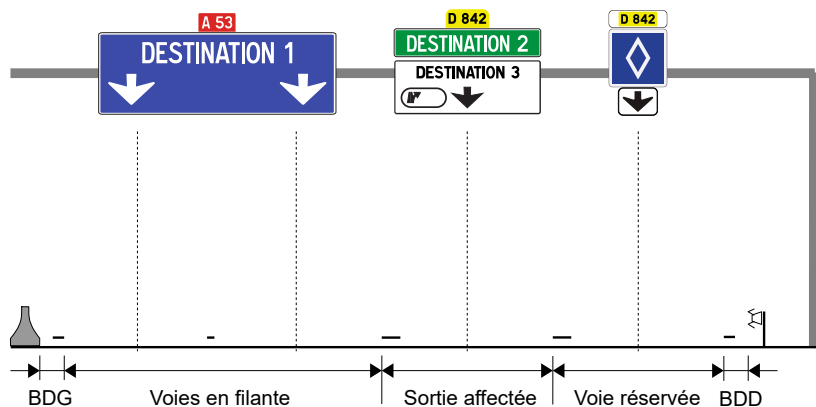 A 53
DESTINATION 1
D 842
DESTINATION 2
DESTINATION 3
D 842
BDG
Voies en filante
Sortie affectée
Voie réservée
BDD